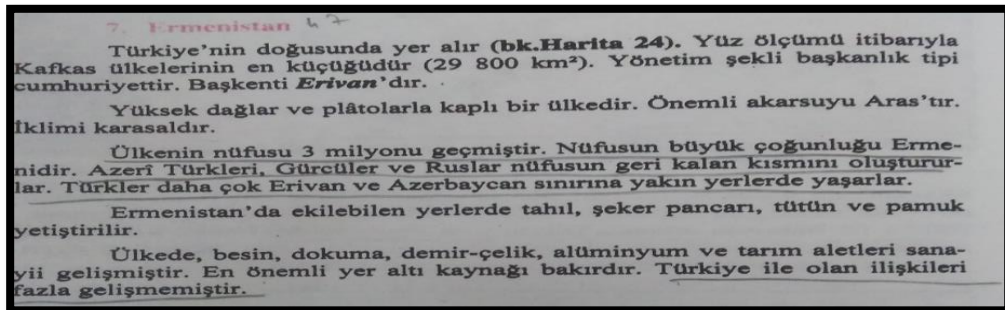 7. Ermenistan 47
Türkiye'nin doğusunda yer alır (bk.Harita 24). Yüz ölçümü itibarıyla
Kafkas ülkelerinin en küçüğüdür (29 800 km²). Yönetim şekli başkanlık tipi
cumhuriyettir. Başkenti Erivan'dır.
Yüksek dağlar ve plâtolarla kaplı bir ülkedir. Önemli akarsuyu Aras'tır.
İklimi karasaldır.
Ülkenin nüfusu 3 milyonu geçmiştir. Nüfusun büyük çoğunluğu Erme-
nidir. Azerî Türkleri, Gürcüler ve Ruslar nüfusun geri kalan kısmını oluşturur-
lar. Türkler daha çok Erivan ve Azerbaycan sınırına yakın yerlerde yaşarlar.
Ermenistan'da ekilebilen yerlerde tahıl, şeker pancarı, tütün ve pamuk
yetiştirilir.
Ülkede, besin, dokuma, demir-çelik, alüminyum ve tarım aletleri sana-
yii gelişmiştir. En önemli yer altı kaynağı bakırdır. Türkiye ile olan ilişkileri
fazla gelişmemiştir.